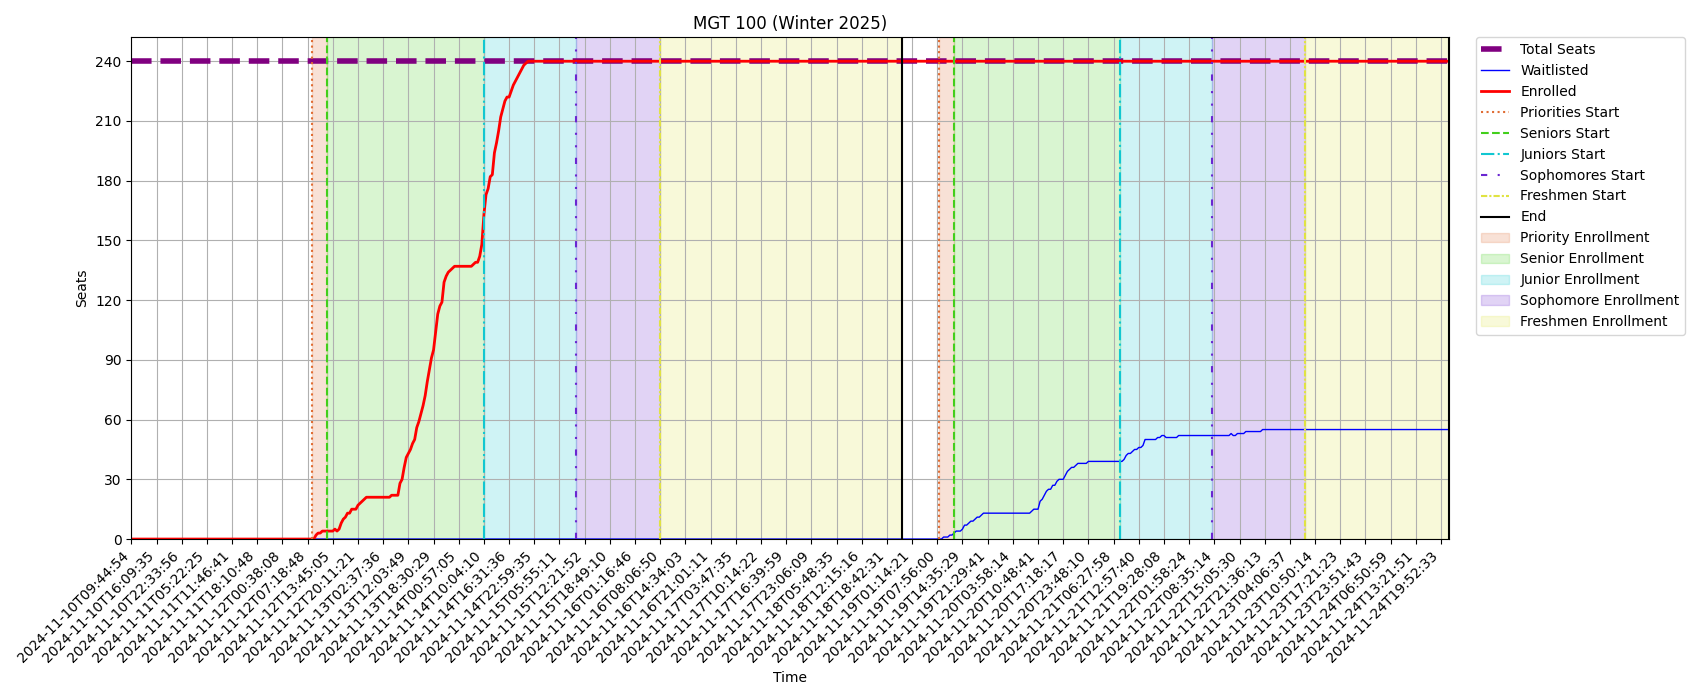 MGT 100 (Winter 2025)
Seats
240
210
180
150
120
90
60
30
0
2024-11-10T09:44:54
2024-11-10T16:09:35
2024-11-10T22:33:56
2024-11-11T05:22:23
2024-11-11T11:46:41
2024-11-11T18:10:48
2024-11-12T00:38:08
2024-11-12T07:18:48
2024-11-12T13:45:05
2024-11-12T20:11:21
2024-11-13T02:37:36
2024-11-13T12:03:49
2024-11-13T18:30:29
2024-11-14T00:57:05
2024-11-14T10:04:10
2024-11-14T16:31:36
2024-11-14T22:59:35
2024-11-15T05:55:11
2024-11-15T12:21:52
2024-11-15T18:49:10
2024-11-16T01:16:46
2024-11-16T08:06:50
2024-11-16T14:34:03
2024-11-16T21:01:11
2024-11-17T03:47:35
2024-11-17T10:14:22
2024-11-17T16:39:59
2024-11-17T23:06:09
2024-11-18T05:48:35
2024-11-18T12:15:16
2024-11-18T18:42:31
2024-11-19T01:14:21
2024-11-19T07:56:00
2024-11-19T14:35:29
2024-11-19T21:29:41
2024-11-20T03:58:14
2024-11-20T10:48:41
2024-11-20T17:18:17
2024-11-20T23:48:10
2024-11-21T06:27:58
2024-11-21T12:57:40
2024-11-21T19:28:08
2024-11-22T01:58:24
2024-11-22T08:35:14
2024-11-22T15:05:30
2024-11-22T21:36:13
2024-11-23T04:06:37
2024-11-23T10:50:14
2024-11-23T17:21:23
2024-11-23T23:51:43
2024-11-24T06:50:59
2024-11-24T13:21:51
2024-11-24T19:52:33
Time
Total Seats
Waitlisted
Enrolled
Priorities Start
Seniors Start
Juniors Start
Sophomores Start
Freshmen Start
End
Priority Enrollment
Senior Enrollment
Junior Enrollment
Sophomore Enrollment
Freshmen Enrollment